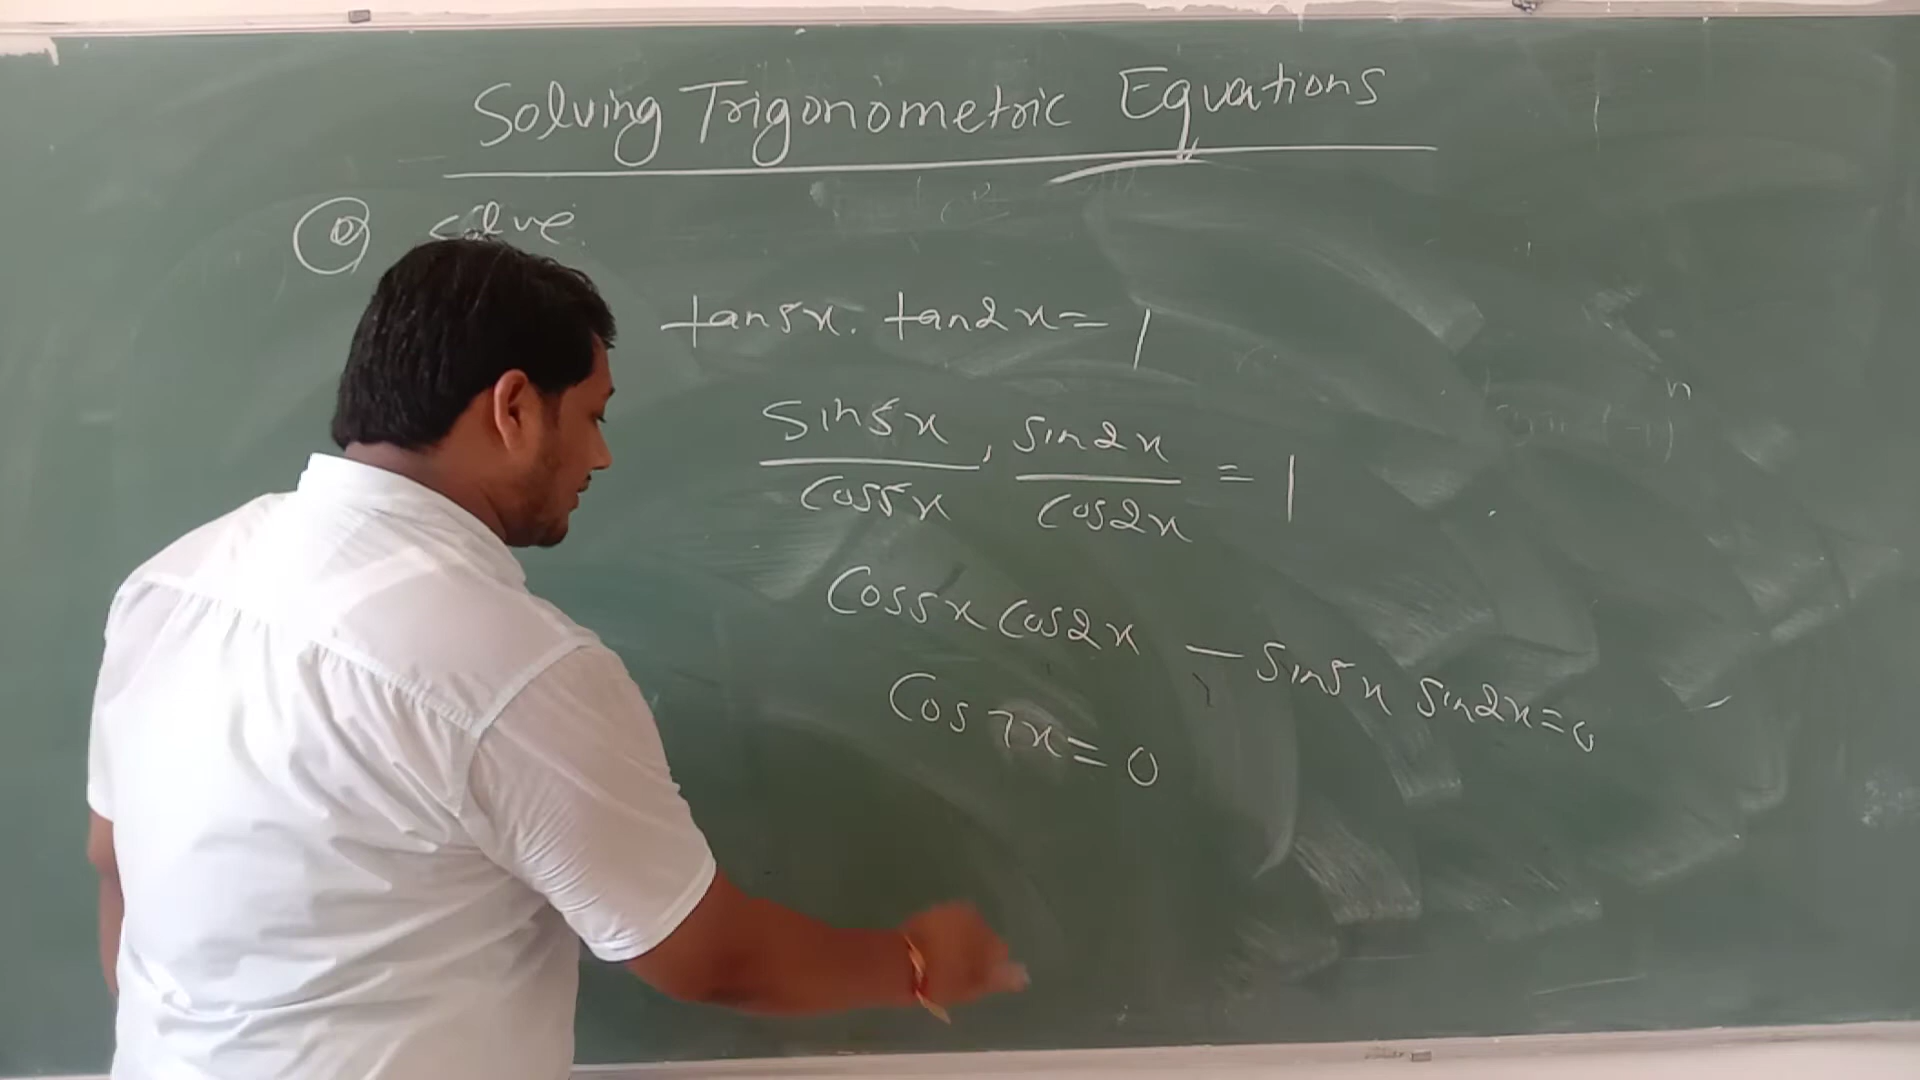 Solving Trigonometric Equations
Q solve
tan5x. tan2x = 1
sin5x/cos5x . sin2x/cos2x = 1
Cos5x Cos2x - sin5x sin2x = 0
Cos 7x = 0